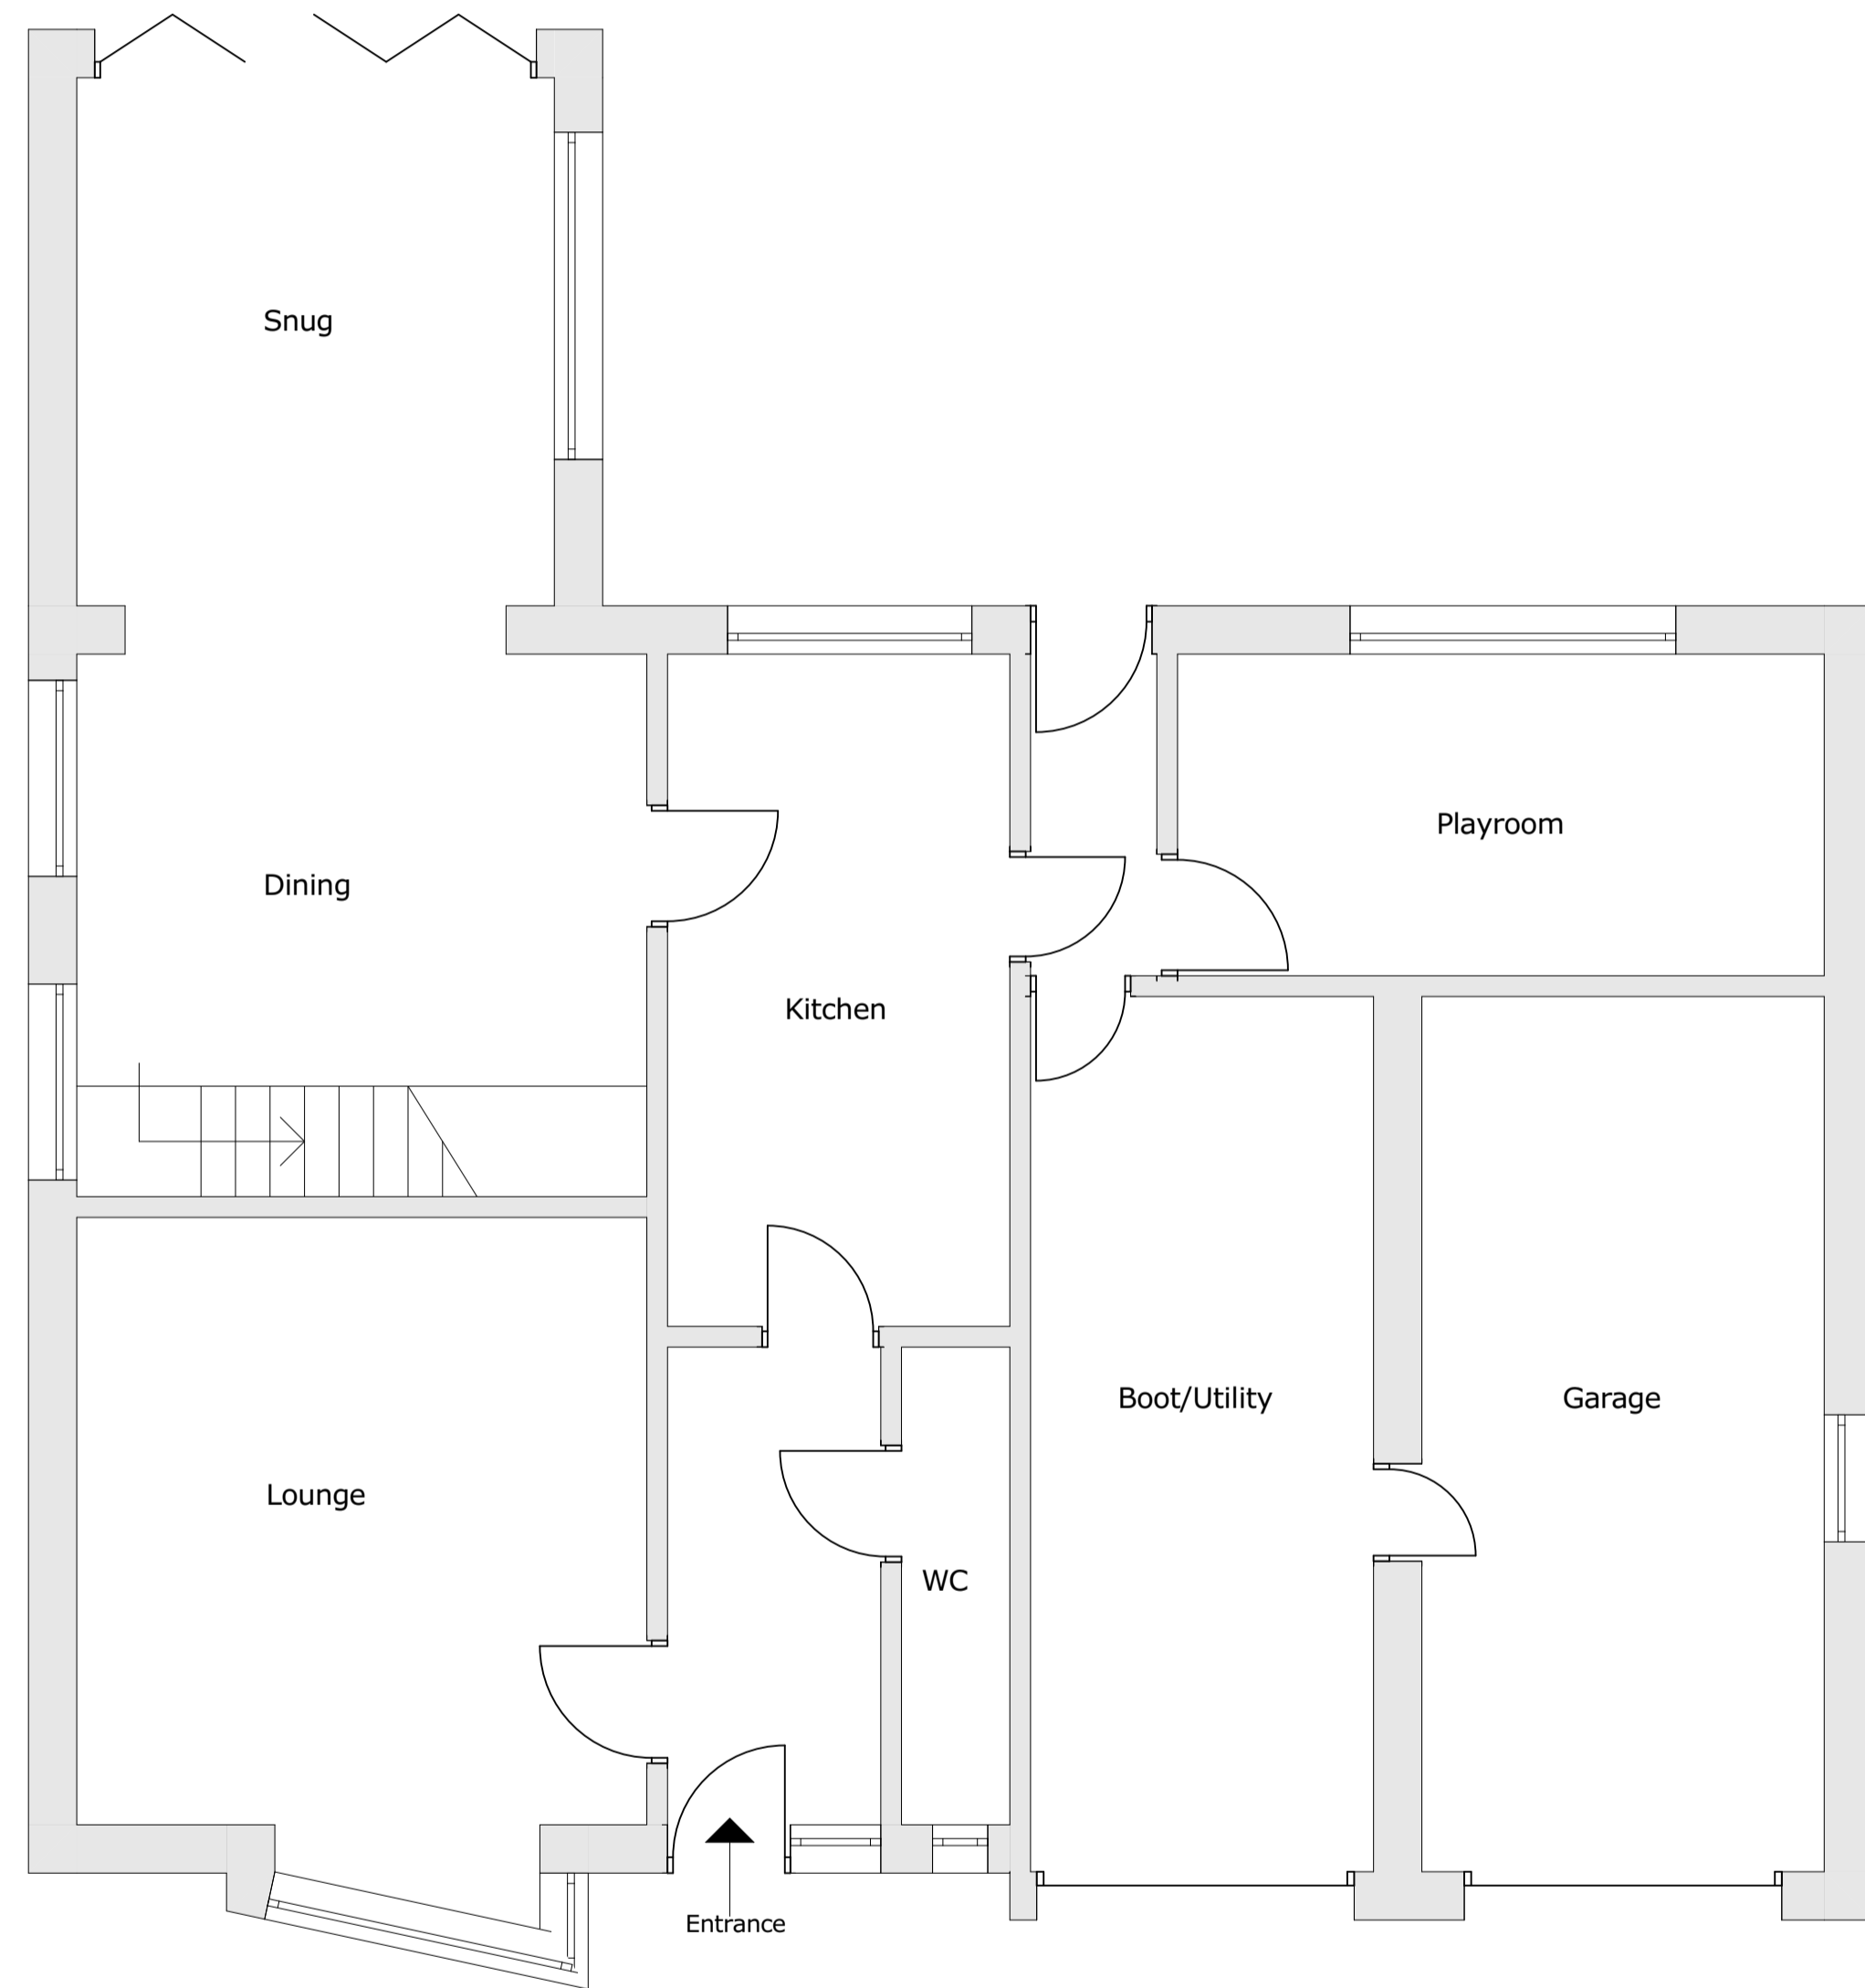 Snug
Playroom
Dining
Kitchen
Boot/Utility
Garage
Lounge
WC
Entrance